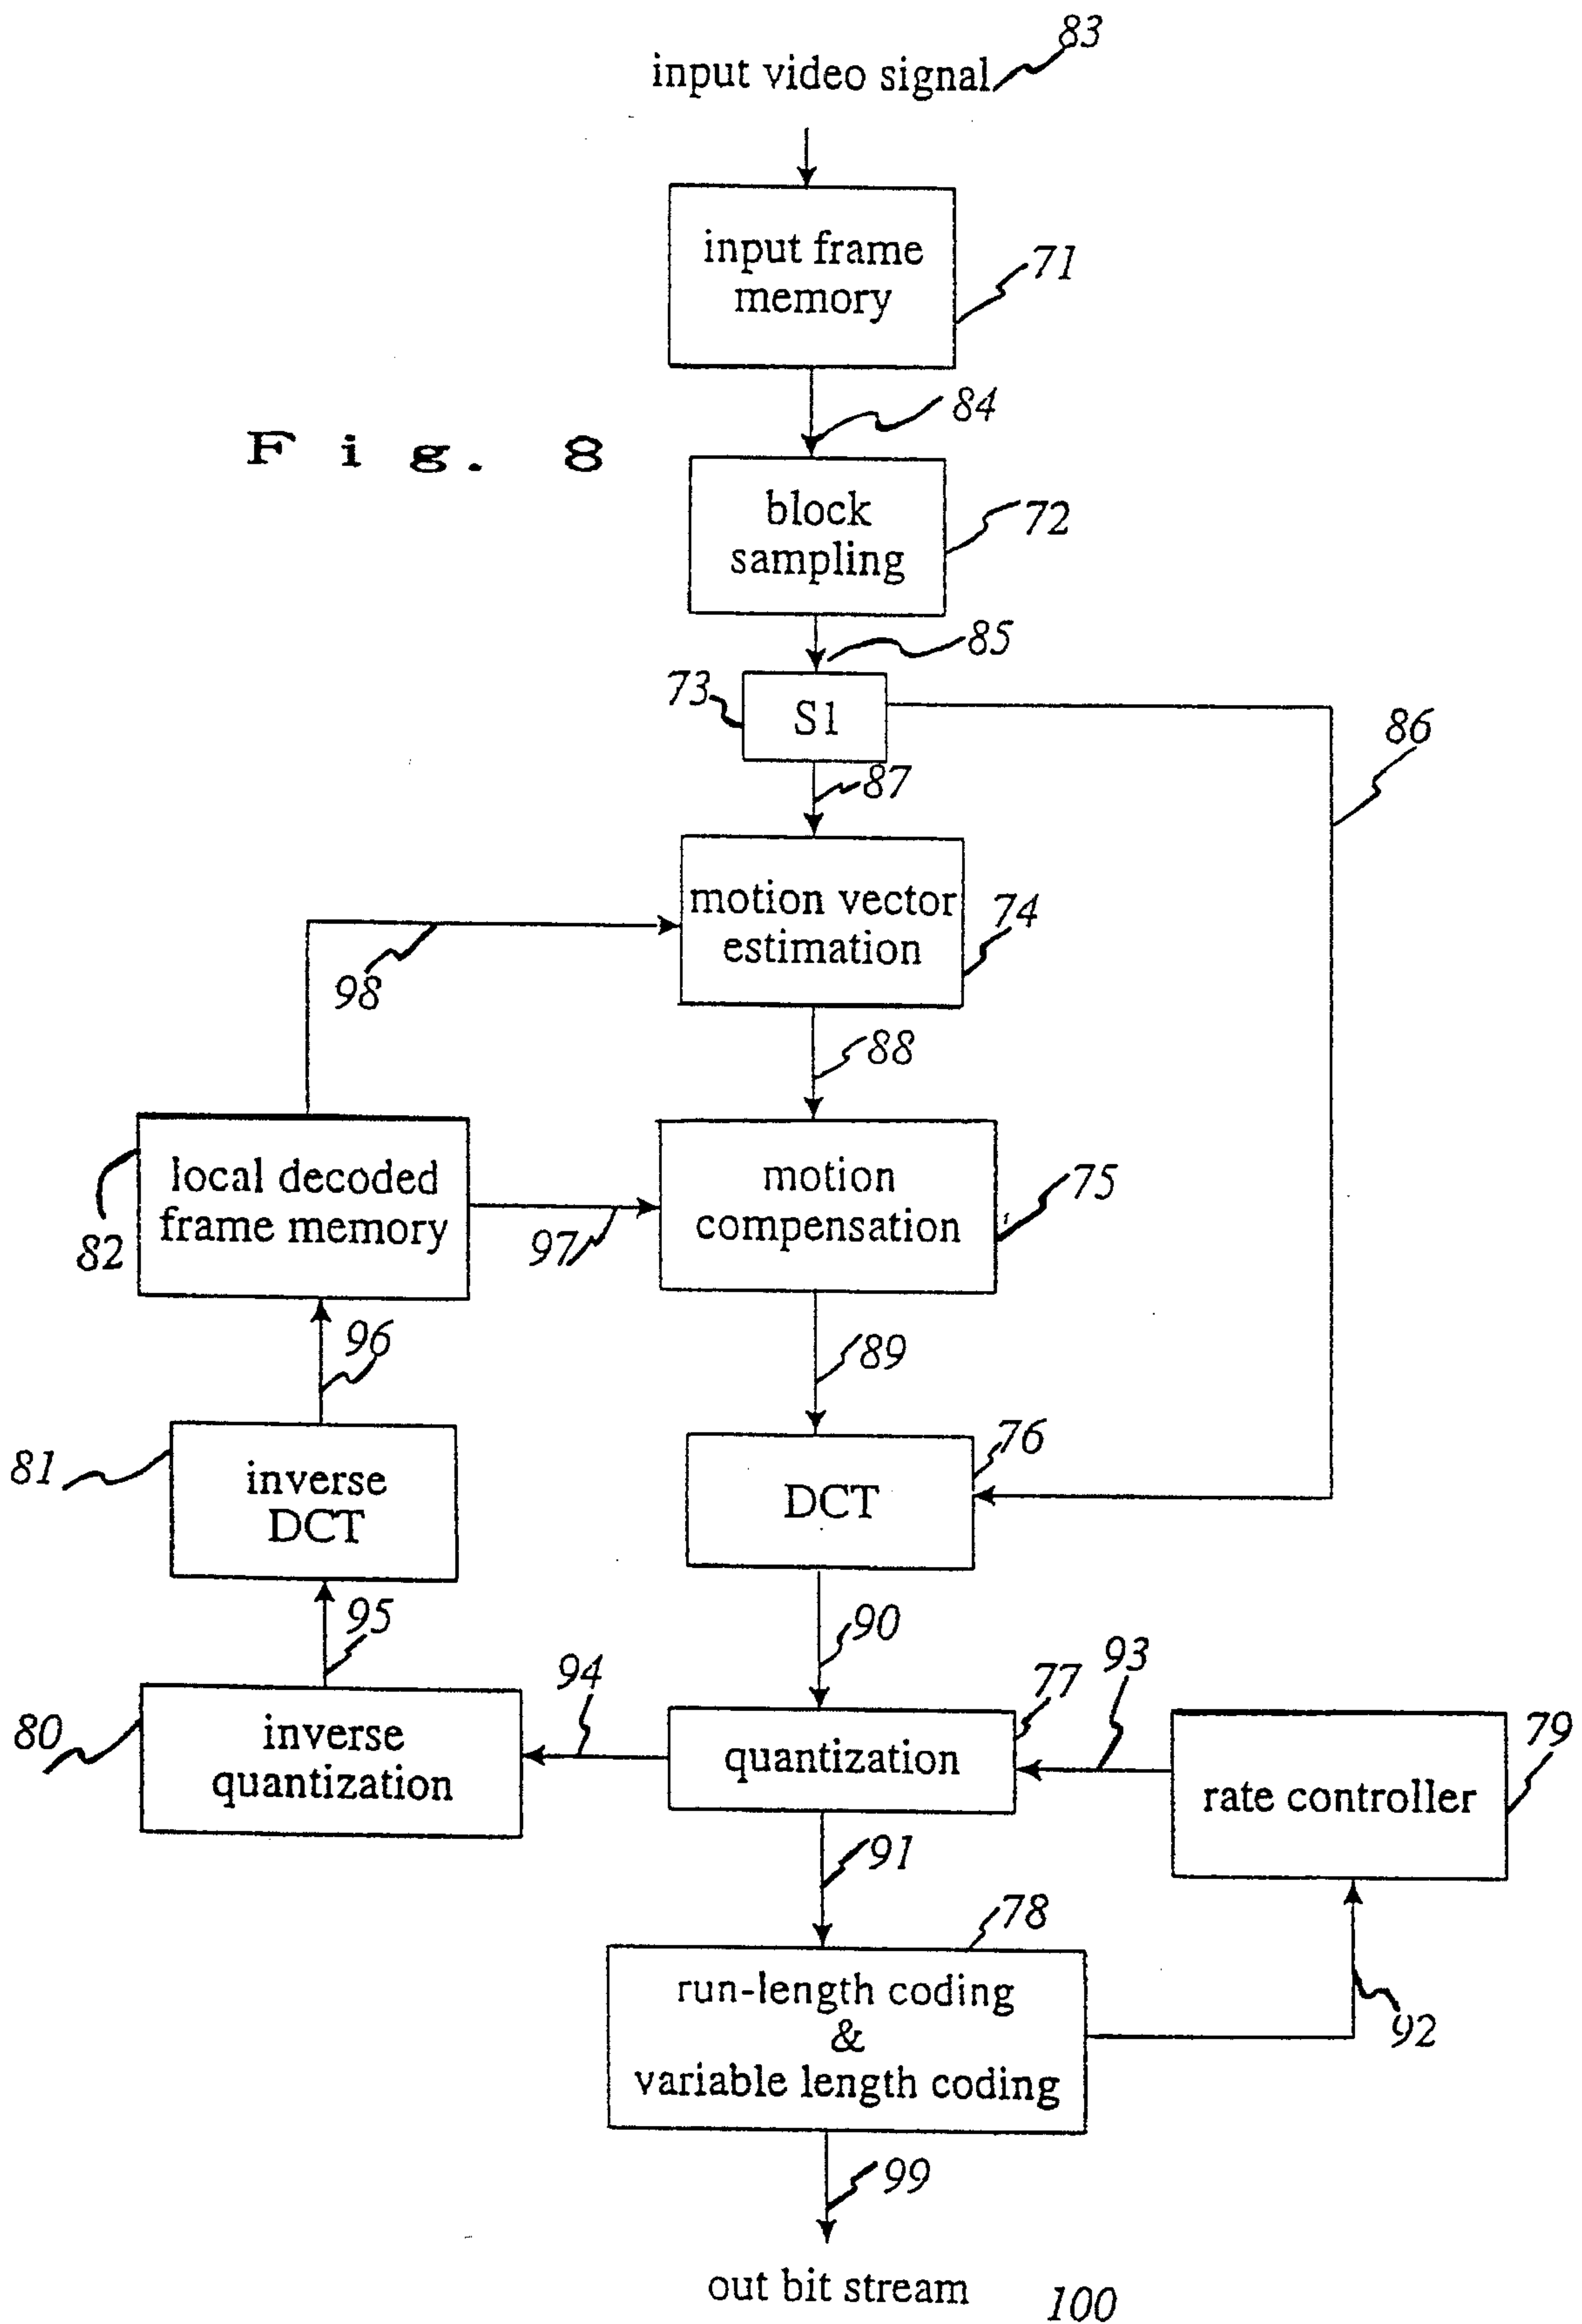 83
input video signal
input frame
memory
71
84
F i g. 8
block
sampling
72
85
73
S1
86
87
motion vector
estimation
74
98
88
local decoded
frame memory
82
97
motion
compensation
75
96
89
81
inverse
DCT
76
DCT
95
90
94
93
80
inverse
quantization
77
quantization
79
rate controller
91
78
run-length coding
&
variable length coding
92
99
out bit stream
100